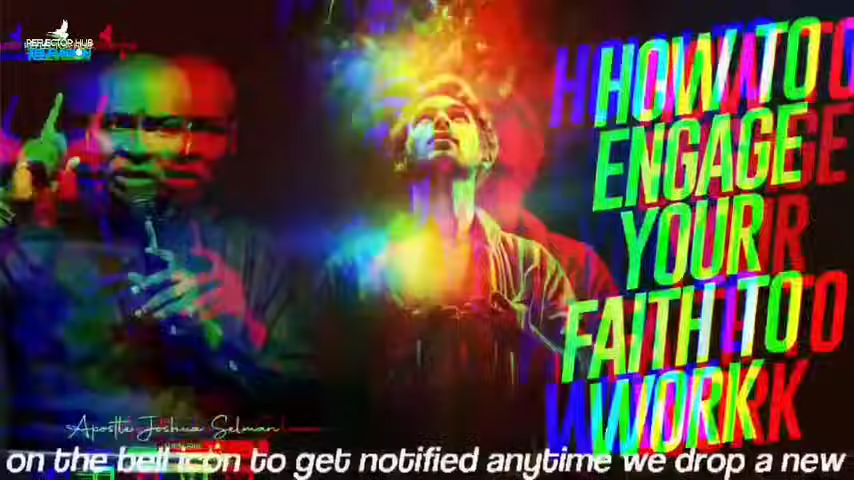 REFLECTOR HUB
TELEVISION
HOW TO
ENGAGE
YOUR
FAITH TO
WORK
Apostle Joshua Selman
on the bell icon to get notified anytime we drop a new